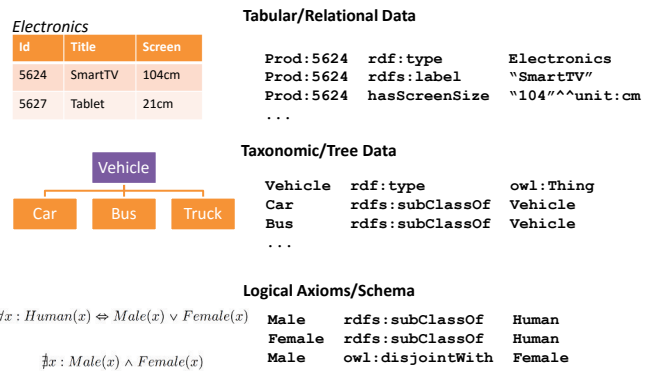 Tabular/Relational Data
Electronics
Id Title Screen
5624 SmartTV 104cm
5627 Tablet 21cm
Prod:5624 rdf:type Electronics
Prod:5624 rdfs:label “SmartTV”
Prod:5624 hasScreenSize “104”^^unit:cm
...
Taxonomic/Tree Data
Vehicle
Car Bus Truck
Vehicle rdf:type owl:Thing
Car rdfs:subClassOf Vehicle
Bus rdfs:subClassOf Vehicle
...
Logical Axioms/Schema
∀x : Human(x) ⇔ Male(x) ∨ Female(x)
∄x : Male(x) ∧ Female(x)
Male rdfs:subClassOf Human
Female rdfs:subClassOf Human
Male owl:disjointWith Female